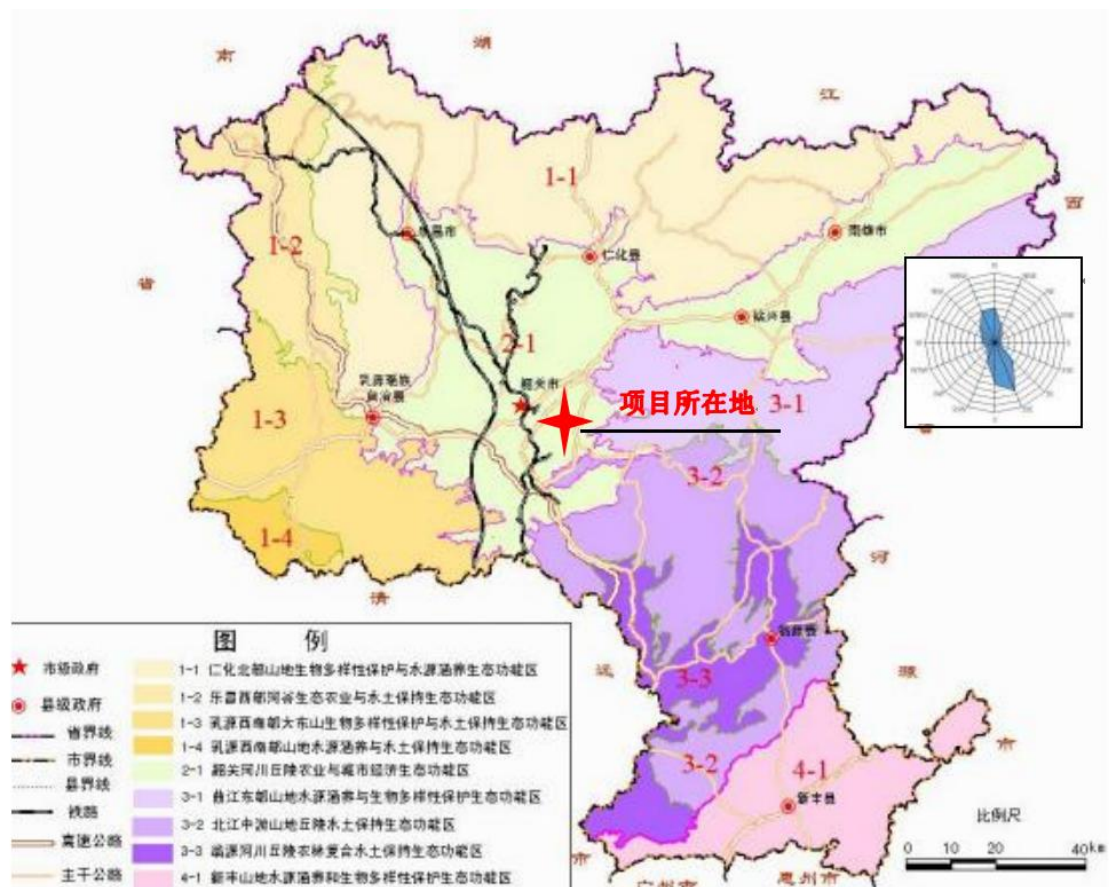 湖
南
江
西
省
1-1
乐昌市
仁化县
南雄市
1-2
始兴县
2-1
韶关市
乳源瑶族
自治县
项目所在地
1-3
3-1
省
3-2
1-4
清
河
翁源县
远
源
3-3
市
3-2
4-1
新丰县
市
广州市
惠州市
比例尺
0 10 20 40km
图 例
市级政府
县级政府
省界线
市界线
县界线
铁路
高速公路
主干公路
1-1 仁化北部山地生物多样性保护与水源涵养生态功能区
1-2 乐昌西部河谷生态农业与水土保持生态功能区
1-3 乳源西南部大东山生物多样性保护与水土保持生态功能区
1-4 乳源西南部山地水源涵养与水土保持生态功能区
2-1 韶关河川丘陵农业与城市经济生态功能区
3-1 曲江东部山地水源涵养与生物多样性保护生态功能区
3-2 北江中游山地丘陵水土保持生态功能区
3-3 翁源河川丘陵农林复合水土保持生态功能区
4-1 新丰山地水源涵养和生物多样性保护生态功能区